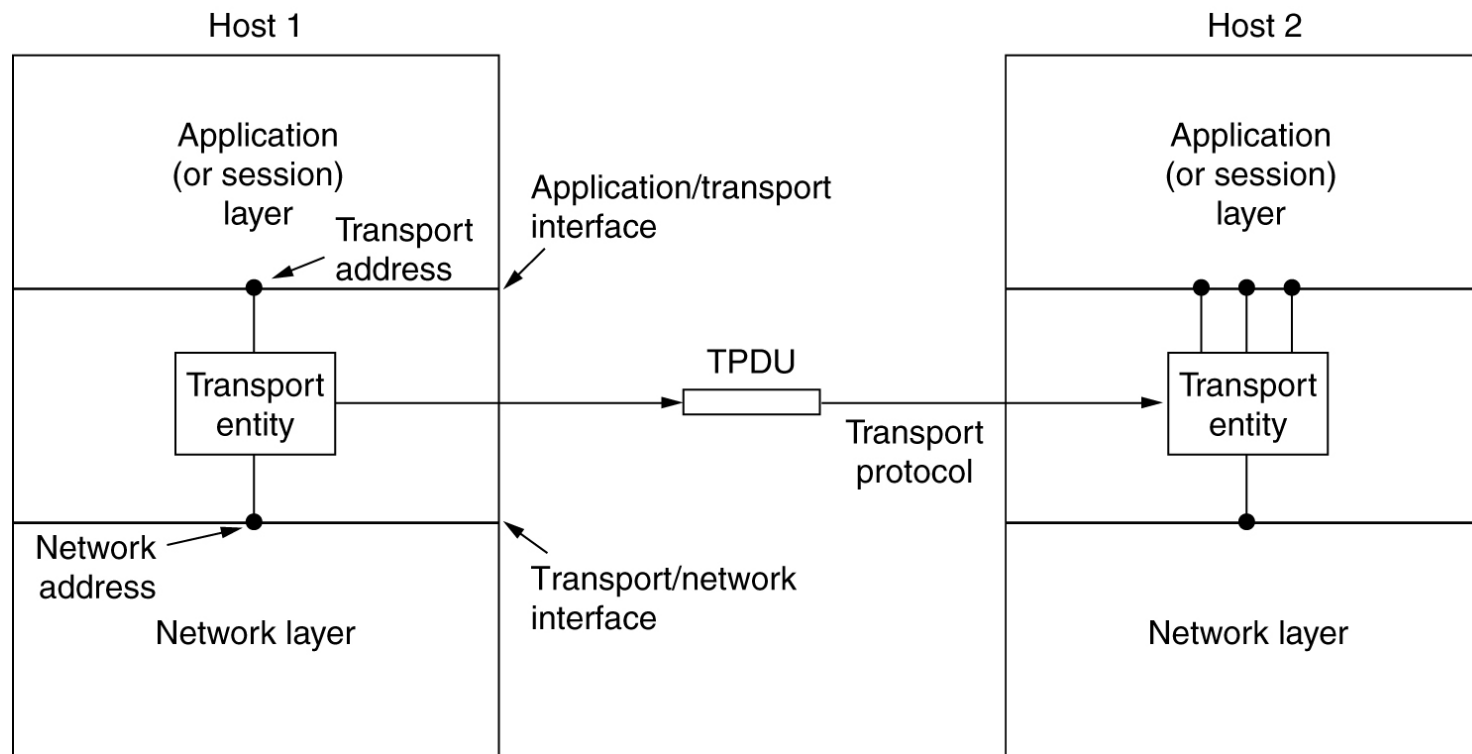 Host 1
Host 2
Application
(or session)
layer
Transport
address
Application/transport
interface
Application
(or session)
layer
Transport
entity
TPDU
Transport
protocol
Transport
entity
Network
address
Transport/network
interface
Network layer
Network layer